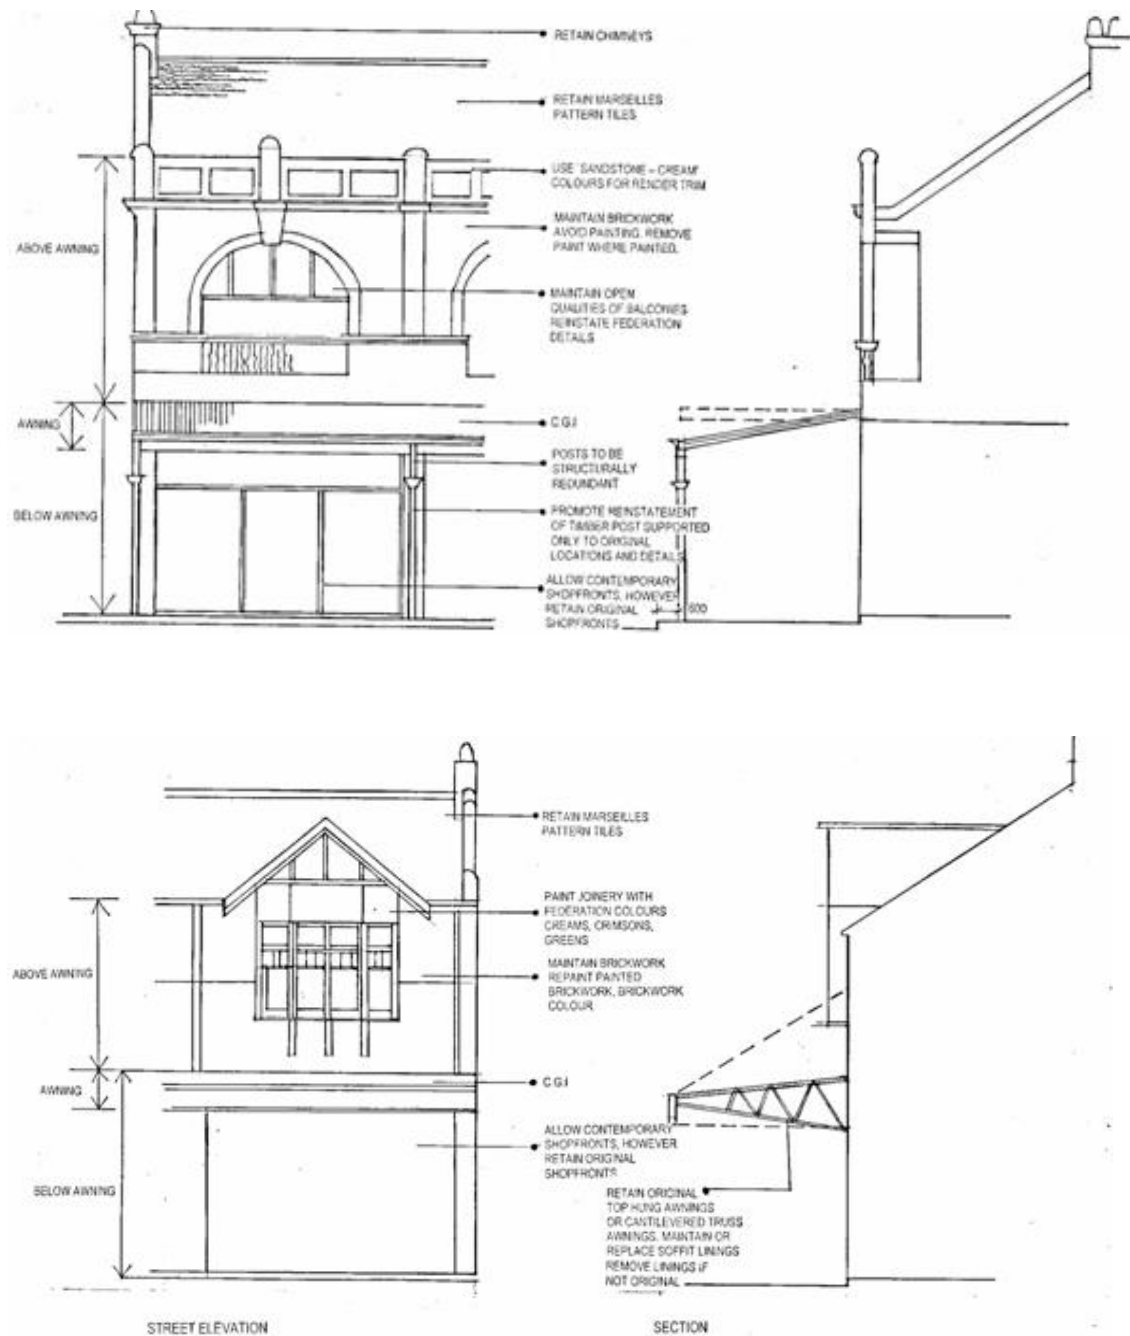 RETAIN CHIMNEYS
RETAIN MARSEILLES
PATTERN TILES
USE 'SANDSTONE - CREAM'
COLOURS FOR RENDER TRIM
MAINTAIN BRICKWORK
AVOID PAINTING. REMOVE
PAINT WHERE PAINTED.
ABOVE AWNING
MAINTAIN OPEN
QUALITIES OF BALCONIES
REINSTATE FEDERATION
DETAILS
AWNING
C.G.I
POSTS TO BE
STRUCTURALLY
REDUNDANT
BELOW AWNING
PROMOTE REINSTATEMENT
OF TIMBER POST SUPPORTED
ONLY TO ORIGINAL
LOCATIONS AND DETAILS
ALLOW CONTEMPORARY
SHOPFRONTS, HOWEVER
RETAIN ORIGINAL
SHOPFRONTS
600
RETAIN MARSEILLES
PATTERN TILES
PAINT JOINERY WITH
FEDERATION COLOURS
CREAMS, CRIMSONS,
GREENS
ABOVE AWNING
MAINTAIN BRICKWORK
REPAINT PAINTED
BRICKWORK, BRICKWORK
COLOUR
AWNING
C.G.I
ALLOW CONTEMPORARY
SHOPFRONTS, HOWEVER
RETAIN ORIGINAL
SHOPFRONTS
BELOW AWNING
RETAIN ORIGINAL
TOP HUNG AWNINGS
OR CANTILEVERED TRUSS
AWNINGS. MAINTAIN OR
REPLACE SOFFIT LININGS
REMOVE LININGS IF
NOT ORIGINAL
STREET ELEVATION
SECTION